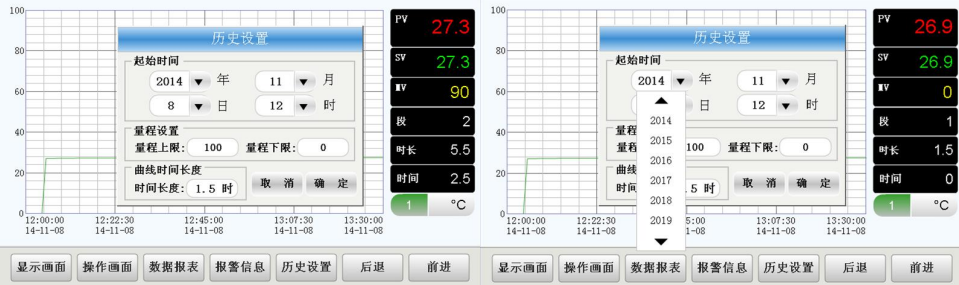 100
80
60
40
20
0
历史设置
起始时间
2014 年 11 月
8 日 12 时
量程设置
量程上限: 100 量程下限: 0
曲线时间长度
时间长度: 1.5 时 取 消 确 定
12:00:00 12:22:30 12:45:00 13:07:30 13:30:00
14-11-08 14-11-08 14-11-08 14-11-08 14-11-08
PV 27.3
SV 27.3
MV 90
段 2
时长 5.5
时间 2.5
1 °C
显示画面 操作画面 数据报表 报警信息 历史设置 后退 前进
100
80
60
40
20
0
历史设置
起始时间
2014 年 11 月
日 12 时
2014
2015
2016
2017
2018
2019
量程
100 量程下限: 0
曲线
时间 .5 时 取 消 确 定
12:00:00 12:22:30 5:00 13:07:30 13:30:00
14-11-08 14-11-08 1-08 14-11-08 14-11-08
PV 26.9
SV 26.9
MV 0
段 1
时长 1.5
时间 0
1 °C
显示画面 操作画面 数据报表 报警信息 历史设置 后退 前进